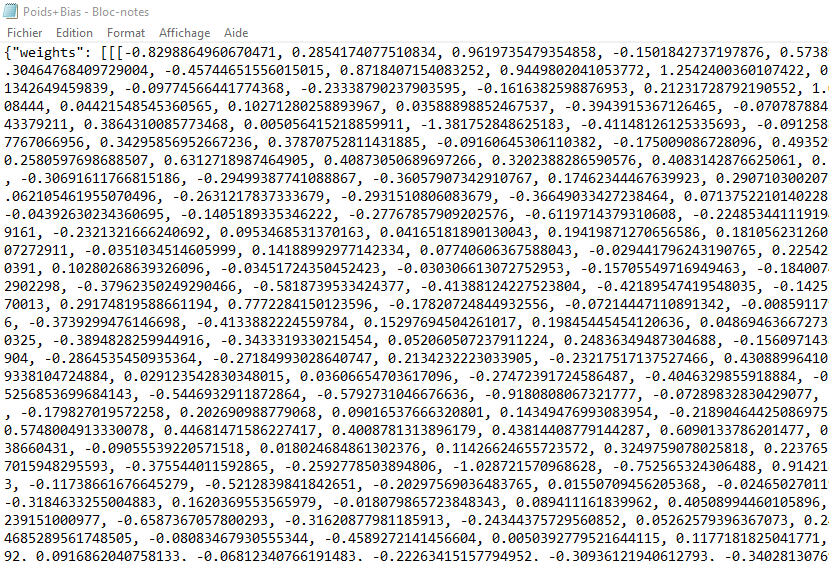 Poids+Bias - Bloc-notes
Fichier Edition Format Affichage Aide
{"weights": [[[-0.8298864960670471, 0.2854174077510834, 0.9619735479354858, -0.1501842737197876, 0.5738
.30464768409729004, -0.45744651556015015, 0.8718407154083252, 0.9449802041053772, 1.2542400360107422, 0
1342649459839, -0.09774566441774368, -0.23338790237903595, -0.1616382598876953, 0.21231728792190552, 1.
08444, 0.04421548545360565, 0.10271280258893967, 0.03588898852467537, -0.3943915367126465, -0.070787884
43379211, 0.3864310085773468, 0.005056415218859911, -1.381752848625183, -0.41148126125335693, -0.091258
7767066956, 0.34295856952667236, 0.37870752811431885, -0.09160645306110382, -0.175009086728096, 0.49352
0.2580597698688507, 0.6312718987464905, 0.40873050689697266, 0.3202388286590576, 0.4083142876625061, 0.
, -0.30691611766815186, -0.29499387741088867, -0.36057907342910767, 0.17462344467639923, 0.290710300207
.062105461955070496, -0.2631217837333679, -0.2931510806083679, -0.36649033427238464, 0.0713752210140228
-0.04392630234360695, -0.1405189335346222, -0.27767857909202576, -0.6119714379310608, -0.22485344111919
9161, -0.2321321666240692, 0.0953468531370163, 0.04165181890130043, 0.19419871270656586, 0.181056231260
07272911, -0.0351034514605999, 0.14188992977142334, 0.07740606367588043, -0.029441796243190765, 0.22542
0391, 0.10280268639326096, -0.03451724350452423, -0.030306613072752953, -0.15705549716949463, -0.184007
2902298, -0.37962350249290466, -0.5818739533424377, -0.41388124227523804, -0.42189547419548035, -0.1425
70013, 0.29174819588661194, 0.7772284150123596, -0.17820724844932556, -0.07214447110891342, -0.00859117
6, -0.3739299476146698, -0.4133882224559784, 0.15297694504261017, 0.19845445454120636, 0.04869463667273
0325, -0.3894828259944916, -0.3433319330215454, 0.052060507237911224, 0.24836349487304688, -0.156097143
904, -0.2864535450935364, -0.27184993028640747, 0.2134232223033905, -0.23217517137527466, 0.43088996410
9338104724884, 0.029123542830348015, 0.03606654703617096, -0.27472391724586487, -0.4046329855918884, -0
5256853699684143, -0.5446932911872864, -0.5792731046676636, -0.9180808067321777, -0.07289832830429077,
, -0.179827019572258, 0.202690988779068, 0.09016537666320801, 0.14349476993083954, -0.21890464425086975
0.5748004913330078, 0.44681471586227417, 0.4008781313896179, 0.43814408779144287, 0.6090133786201477, 0
38660431, -0.09055539220571518, 0.018024684861302376, 0.11426624655723572, 0.3249759078025818, 0.223765
7015948295593, -0.375544011592865, -0.2592778503894806, -1.028721570968628, -0.752565324306488, 0.914213
3, -0.11738661676645279, -0.5212839841842651, -0.20297569036483765, 0.01550709456205368, -0.02465027011
-0.3184633255004883, 0.1620369553565979, -0.018079865723848343, 0.089411161839962, 0.40508994460105896,
239151000977, -0.6587367057800293, -0.31620877981185913, -0.24344375729560852, 0.05262579396367073, 0.2
4685289561748505, -0.08083467930555344, -0.4589272141456604, 0.0050392779521644115, 0.1177181825041771,
92, 0.0916862040758133, -0.06812340766191483, -0.22263415157794952, -0.30936121940612793, -0.3402813076